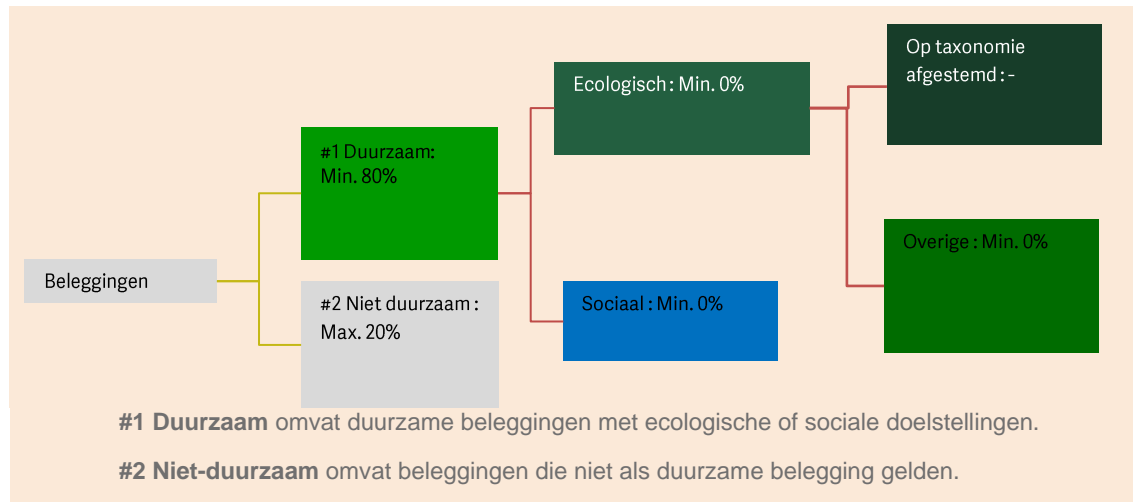 Op taxonomie
afgestemd : -
Ecologisch : Min. 0%
#1 Duurzaam:
Min. 80%
Overige : Min. 0%
Beleggingen
#2 Niet duurzaam :
Max. 20%
Sociaal : Min. 0%
#1 Duurzaam omvat duurzame beleggingen met ecologische of sociale doelstellingen.
#2 Niet-duurzaam omvat beleggingen die niet als duurzame belegging gelden.